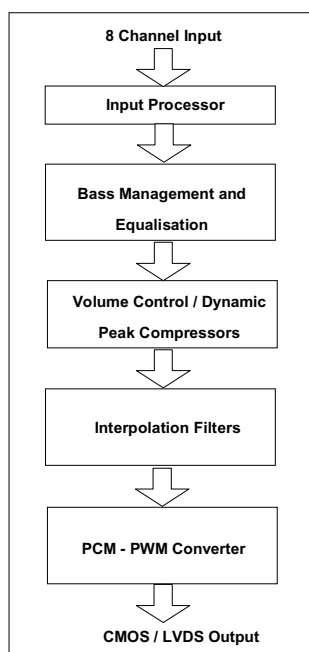 8 Channel Input
Input Processor
Bass Management and
Equalisation
Volume Control / Dynamic
Peak Compressors
Interpolation Filters
PCM - PWM Converter
CMOS / LVDS Output